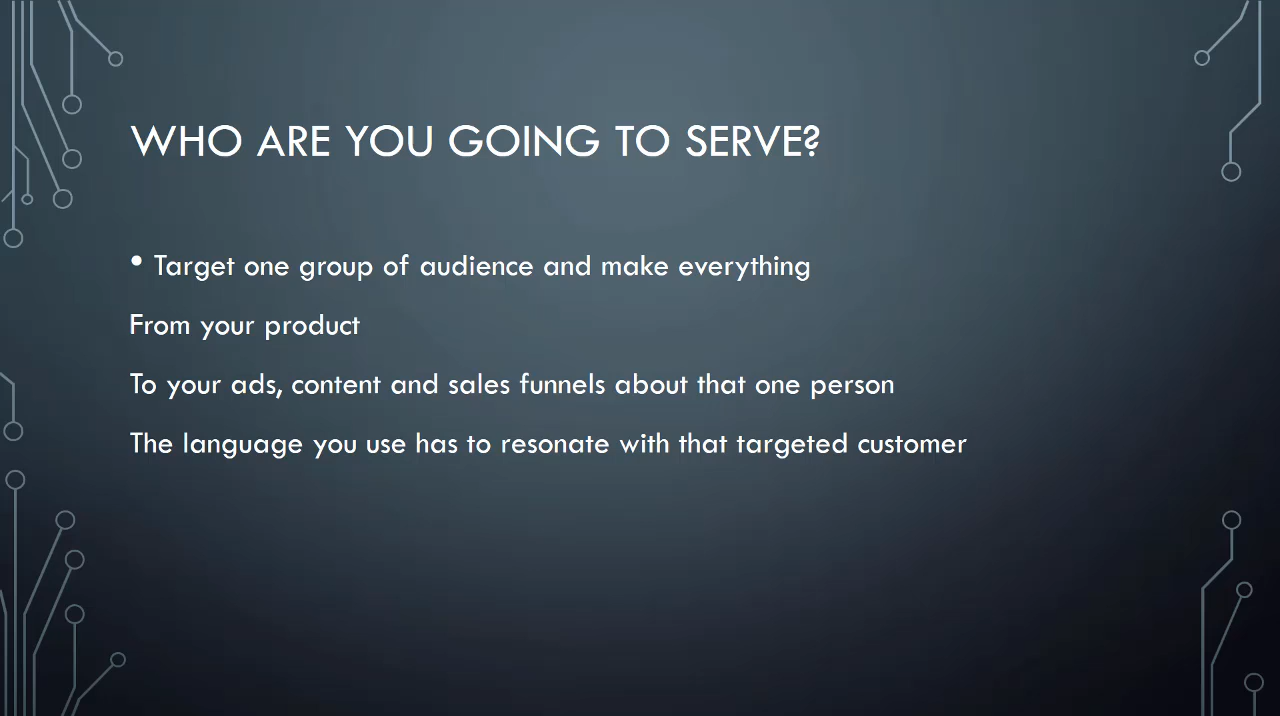 WHO ARE YOU GOING TO SERVE?
• Target one group of audience and make everything
From your product
To your ads, content and sales funnels about that one person
The language you use has to resonate with that targeted customer